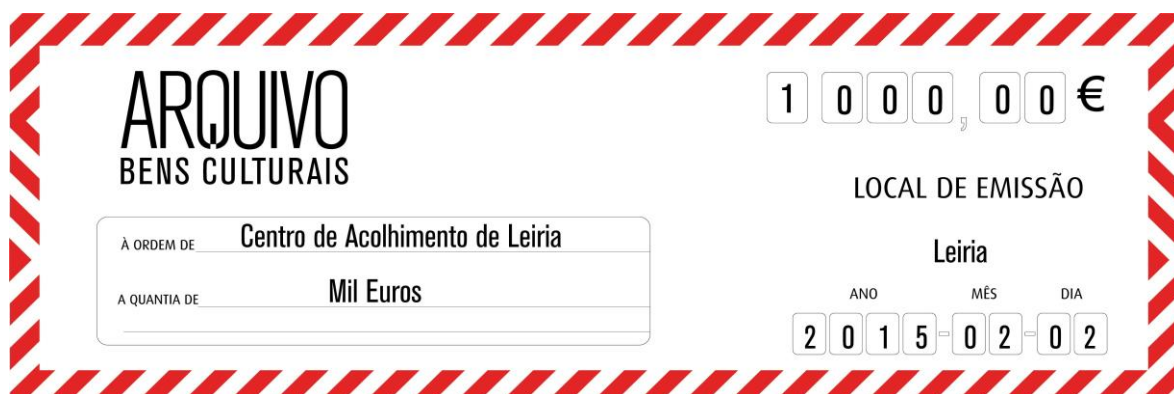 ARQUIVO
BENS CULTURAIS
1 000,00€
LOCAL DE EMISSÃO
À ORDEM DE Centro de Acolhimento de Leiria
Leiria
A QUANTIA DE Mil Euros
ANO MÊS DIA
2015-02-02